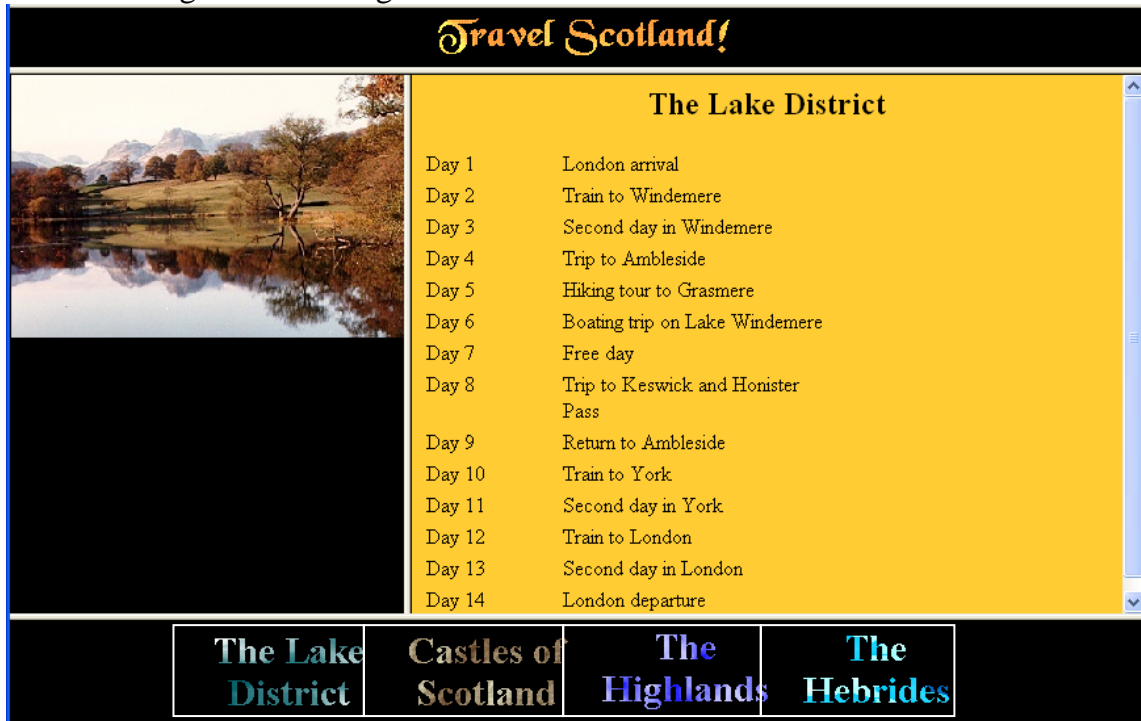 Travel Scotland!
The Lake District
Day 1 London arrival
Day 2 Train to Windemere
Day 3 Second day in Windemere
Day 4 Trip to Ambleside
Day 5 Hiking tour to Grasmere
Day 6 Boating trip on Lake Windemere
Day 7 Free day
Day 8 Trip to Keswick and Honister
Pass
Day 9 Return to Ambleside
Day 10 Train to York
Day 11 Second day in York
Day 12 Train to London
Day 13 Second day in London
Day 14 London departure
The Lake District
Castles of Scotland
The Highlands
The Hebrides